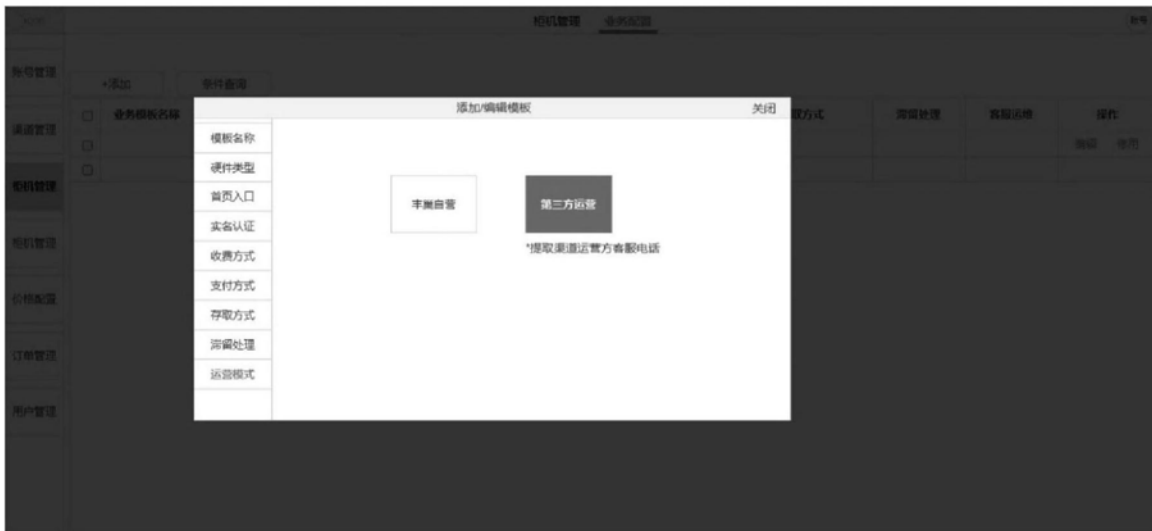 柜机管理 业务配置
账号
账号管理
+添加 条件查询
业务模板名称 取方式 滞留处理 客服运维 操作
编辑 停用
渠道管理
柜机管理
柜机管理
价格配置
订单管理
用户管理
添加/编辑模板 关闭
模板名称
硬件类型
首页入口
实名认证
收费方式
支付方式
存取方式
滞留处理
运营模式
丰巢自营 第三方运营
*提取渠道运营方客服电话